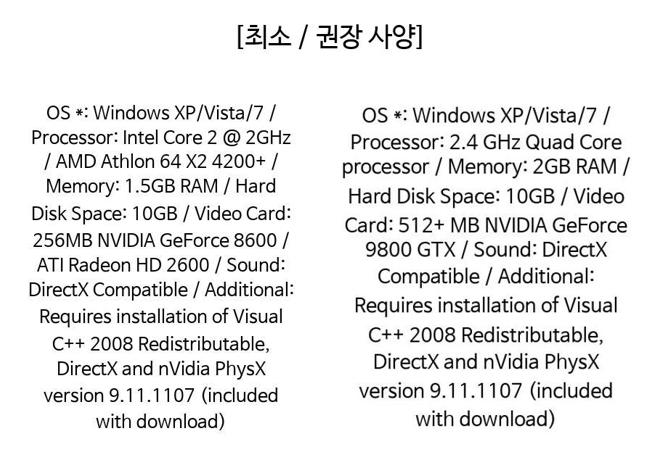 [최소 / 권장 사양]
OS *: Windows XP/Vista/7 /
Processor: Intel Core 2 @ 2GHz
/ AMD Athlon 64 X2 4200+ /
Memory: 1.5GB RAM / Hard
Disk Space: 10GB / Video Card:
256MB NVIDIA GeForce 8600 /
ATI Radeon HD 2600 / Sound:
DirectX Compatible / Additional:
Requires installation of Visual
C++ 2008 Redistributable,
DirectX and nVidia PhysX
version 9.11.1107 (included
with download)
OS *: Windows XP/Vista/7 /
Processor: 2.4 GHz Quad Core
processor / Memory: 2GB RAM /
Hard Disk Space: 10GB / Video
Card: 512+ MB NVIDIA GeForce
9800 GTX / Sound: DirectX
Compatible / Additional:
Requires installation of Visual
C++ 2008 Redistributable,
DirectX and nVidia PhysX
version 9.11.1107 (included
with download)